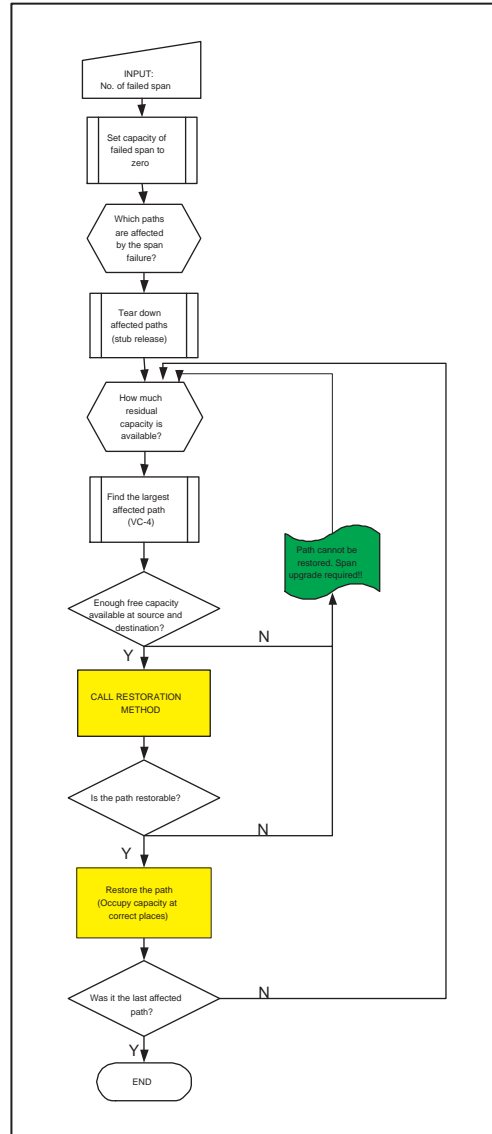 INPUT:
No. of failed span
Set capacity of
failed span to
zero
Which paths
are affected
by the span
failure?
Tear down
affected paths
(stub release)
How much
residual
capacity is
available?
Find the largest
affected path
(VC-4)
Path cannot be
restored. Span
upgrade required!!
Enough free capacity
available at source and
destination?
N
Y
CALL RESTORATION
METHOD
Is the path restorable?
N
Y
Restore the path
(Occupy capacity at
correct places)
Was it the last affected
path?
N
Y
END